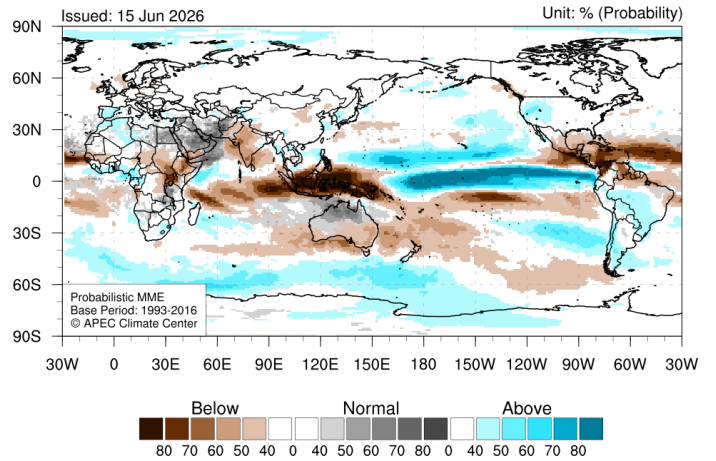 Issued: 15 Jun 2026
Unit: % (Probability)
90N
60N
30N
0
30S
60S
90S
Probabilistic MME
Base Period: 1993-2016
© APEC Climate Center
30W 0 30E 60E 90E 120E 150E 180 150W 120W 90W 60W 30W
Below Normal Above
80 70 60 50 40 0 40 50 60 70 80 0 40 50 60 70 80